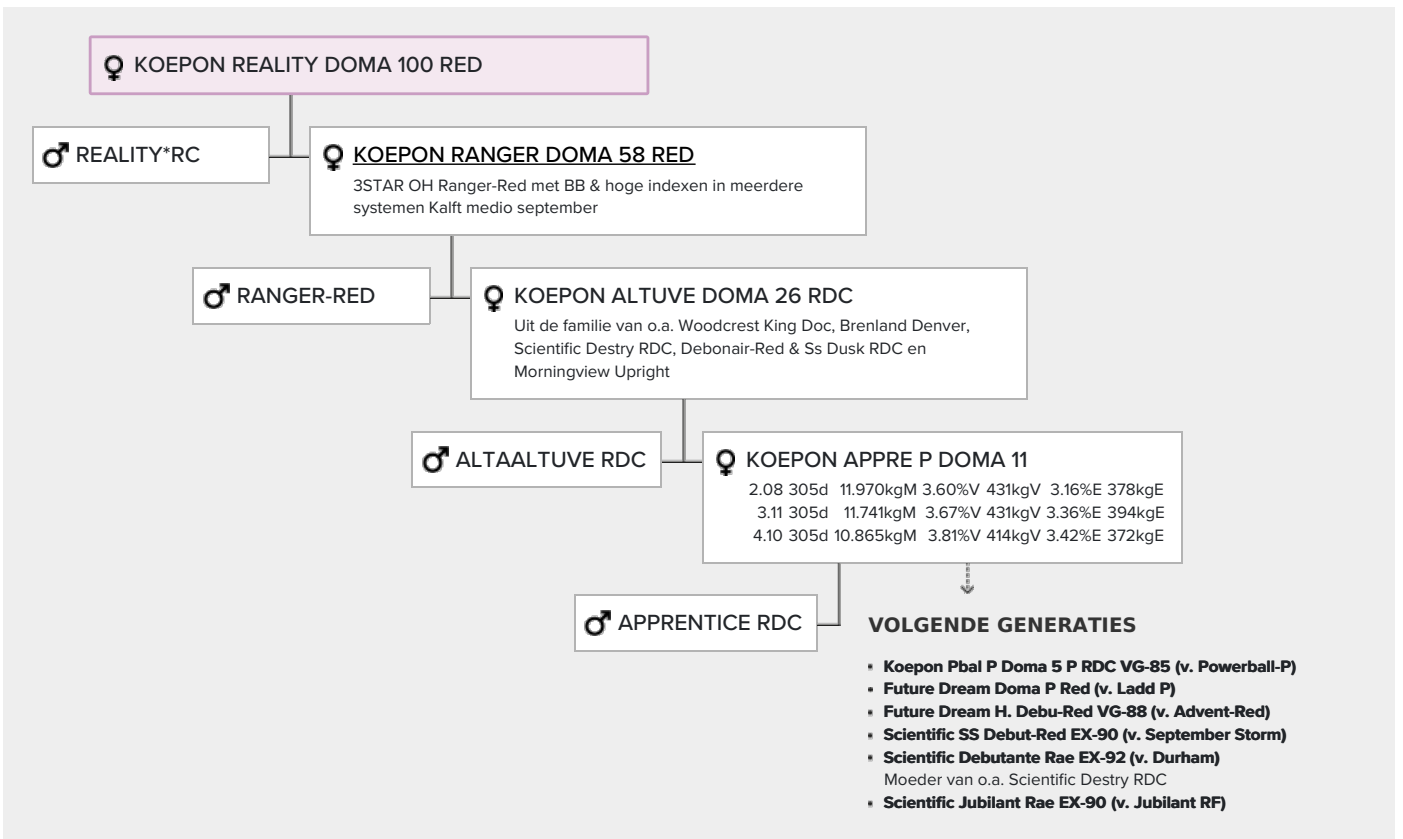 KOEPON REALITY DOMA 100 RED
REALITY*RC
KOEPON RANGER DOMA 58 RED
3STAR OH Ranger-Red met BB & hoge indexen in meerdere
systemen Kalft medio september
RANGER-RED
KOEPON ALTUVE DOMA 26 RDC
Uit de familie van o.a. Woodcrest King Doc, Brenland Denver,
Scientific Destry RDC, Debonair-Red & Ss Dusk RDC en
Morningview Upright
ALTAALTUVE RDC
KOEPON APPRE P DOMA 11
2.08 305d 11.970kgM 3.60%V 431kgV 3.16%E 378kgE
3.11 305d 11.741kgM 3.67%V 431kgV 3.36%E 394kgE
4.10 305d 10.865kgM 3.81%V 414kgV 3.42%E 372kgE
APPRENTICE RDC
VOLGENDE GENERATIES
Koepon Pbal P Doma 5 P RDC VG-85 (v. Powerball-P)
Future Dream Doma P Red (v. Ladd P)
Future Dream H. Debu-Red VG-88 (v. Advent-Red)
Scientific SS Debut-Red EX-90 (v. September Storm)
Scientific Debutante Rae EX-92 (v. Durham)
Moeder van o.a. Scientific Destry RDC
Scientific Jubilant Rae EX-90 (v. Jubilant RF)